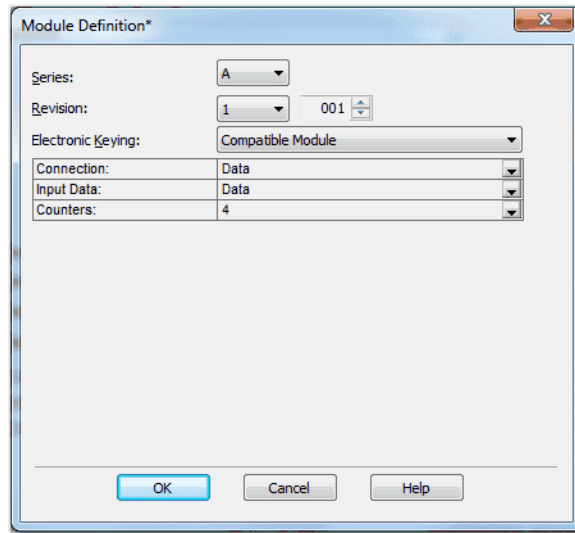 Module Definition*
Series: A
Revision: 1 001
Electronic Keying: Compatible Module
Connection: Data
Input Data: Data
Counters: 4
OK Cancel Help